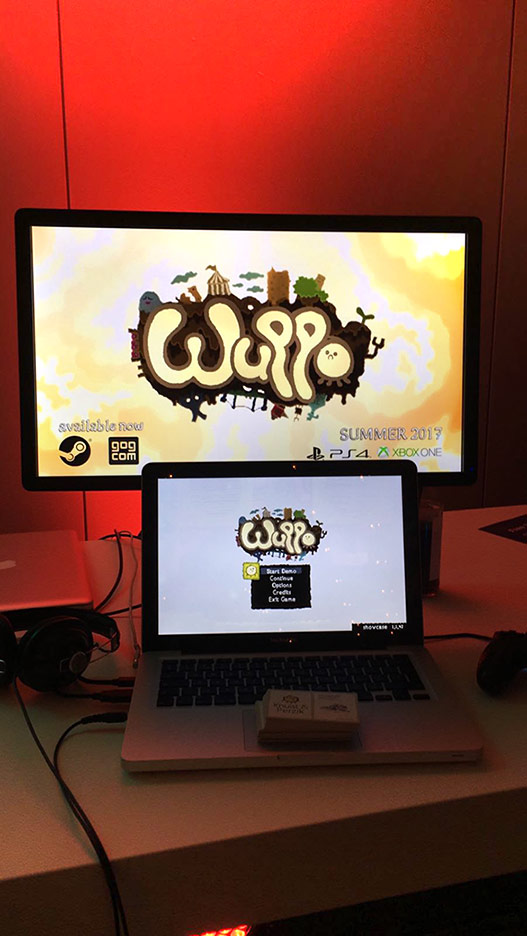 Wuppo
available now
gog
com
SUMMER 2017
PS4 XBOX ONE
Wuppo
Start Demo
Continue
Options
Credits
Exit Game